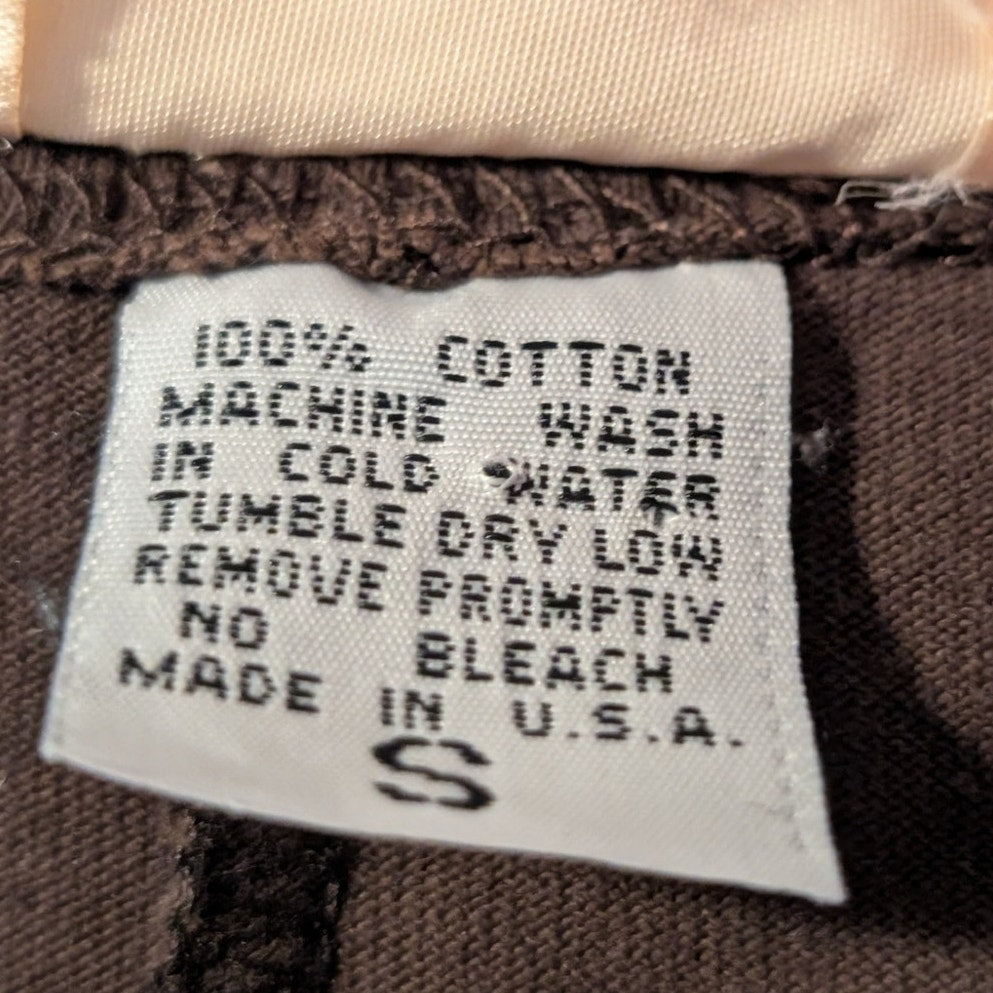 100% COTTON
MACHINE WASH
IN COLD WATER
TUMBLE DRY LOW
REMOVE PROMPTLY
NO BLEACH
MADE IN U.S.A.
S